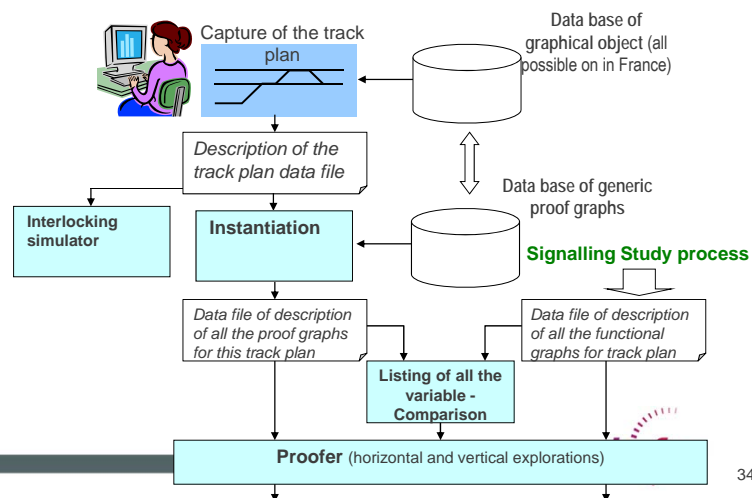 Capture of the track
plan
Data base of
graphical object (all
possible on in France)
Description of the
track plan data file
Data base of generic
proof graphs
Interlocking
simulator
Instantiation
Signalling Study process
Data file of description
of all the proof graphs
for this track plan
Data file of description
of all the functional
graphs for track plan
Listing of all the
variable -
Comparison
Proofer (horizontal and vertical explorations)
34